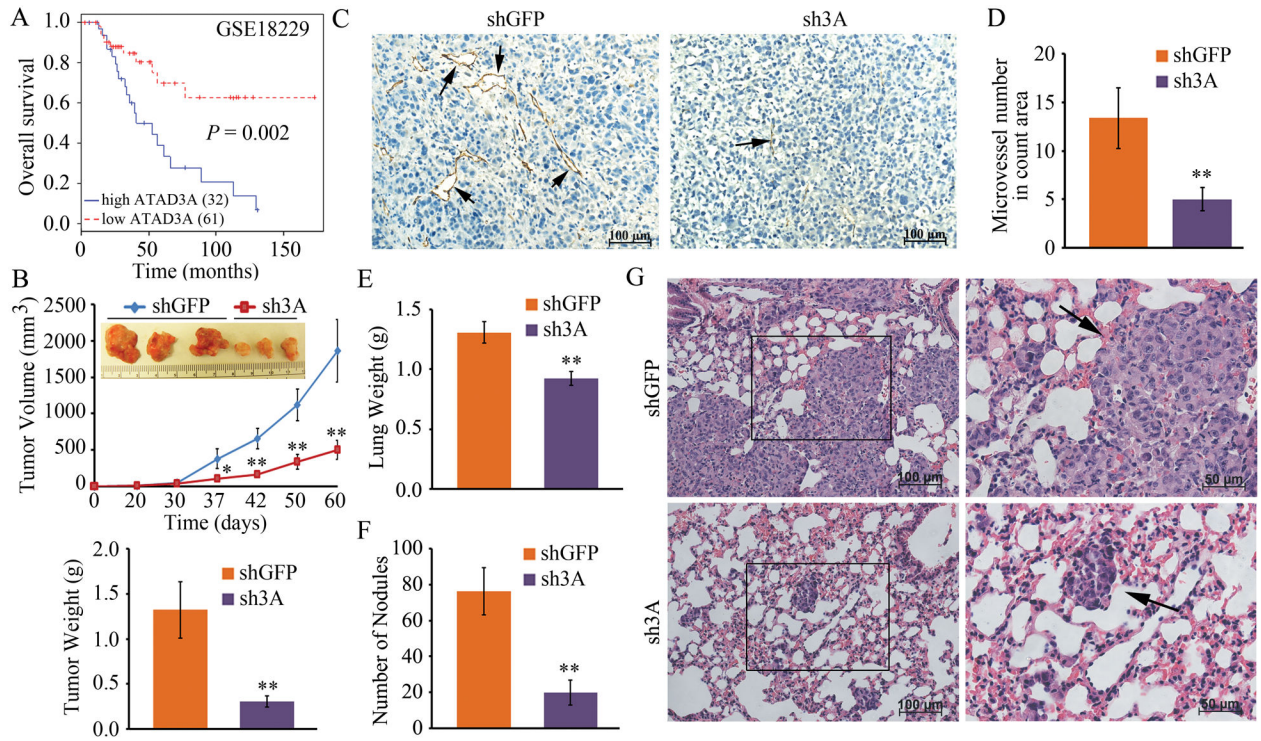 A
GSE18229
Overall survival
1.0
0.8
0.6
0.4
0.2
0.0
P = 0.002
high ATAD3A (32)
low ATAD3A (61)
0
50
100
150
Time (months)
C
shGFP
sh3A
100 µm
100 µm
D
Microvessel number
in count area
20
15
10
5
0
shGFP
sh3A
**
B
shGFP
sh3A
Tumor Volume (mm 3)
2500
2000
1500
1000
500
0
*
**
**
**
0
20
30
37
42
50
60
Time (days)
Tumor Weight (g)
2.0
1.5
1.0
0.5
0.0
shGFP
sh3A
**
E
Lung Weight (g)
1.5
1.0
0.5
0.0
shGFP
sh3A
**
F
Number of Nodules
100
80
60
40
20
0
shGFP
sh3A
**
G
shGFP
100 µm
50 µm
sh3A
100 µm
50 µm